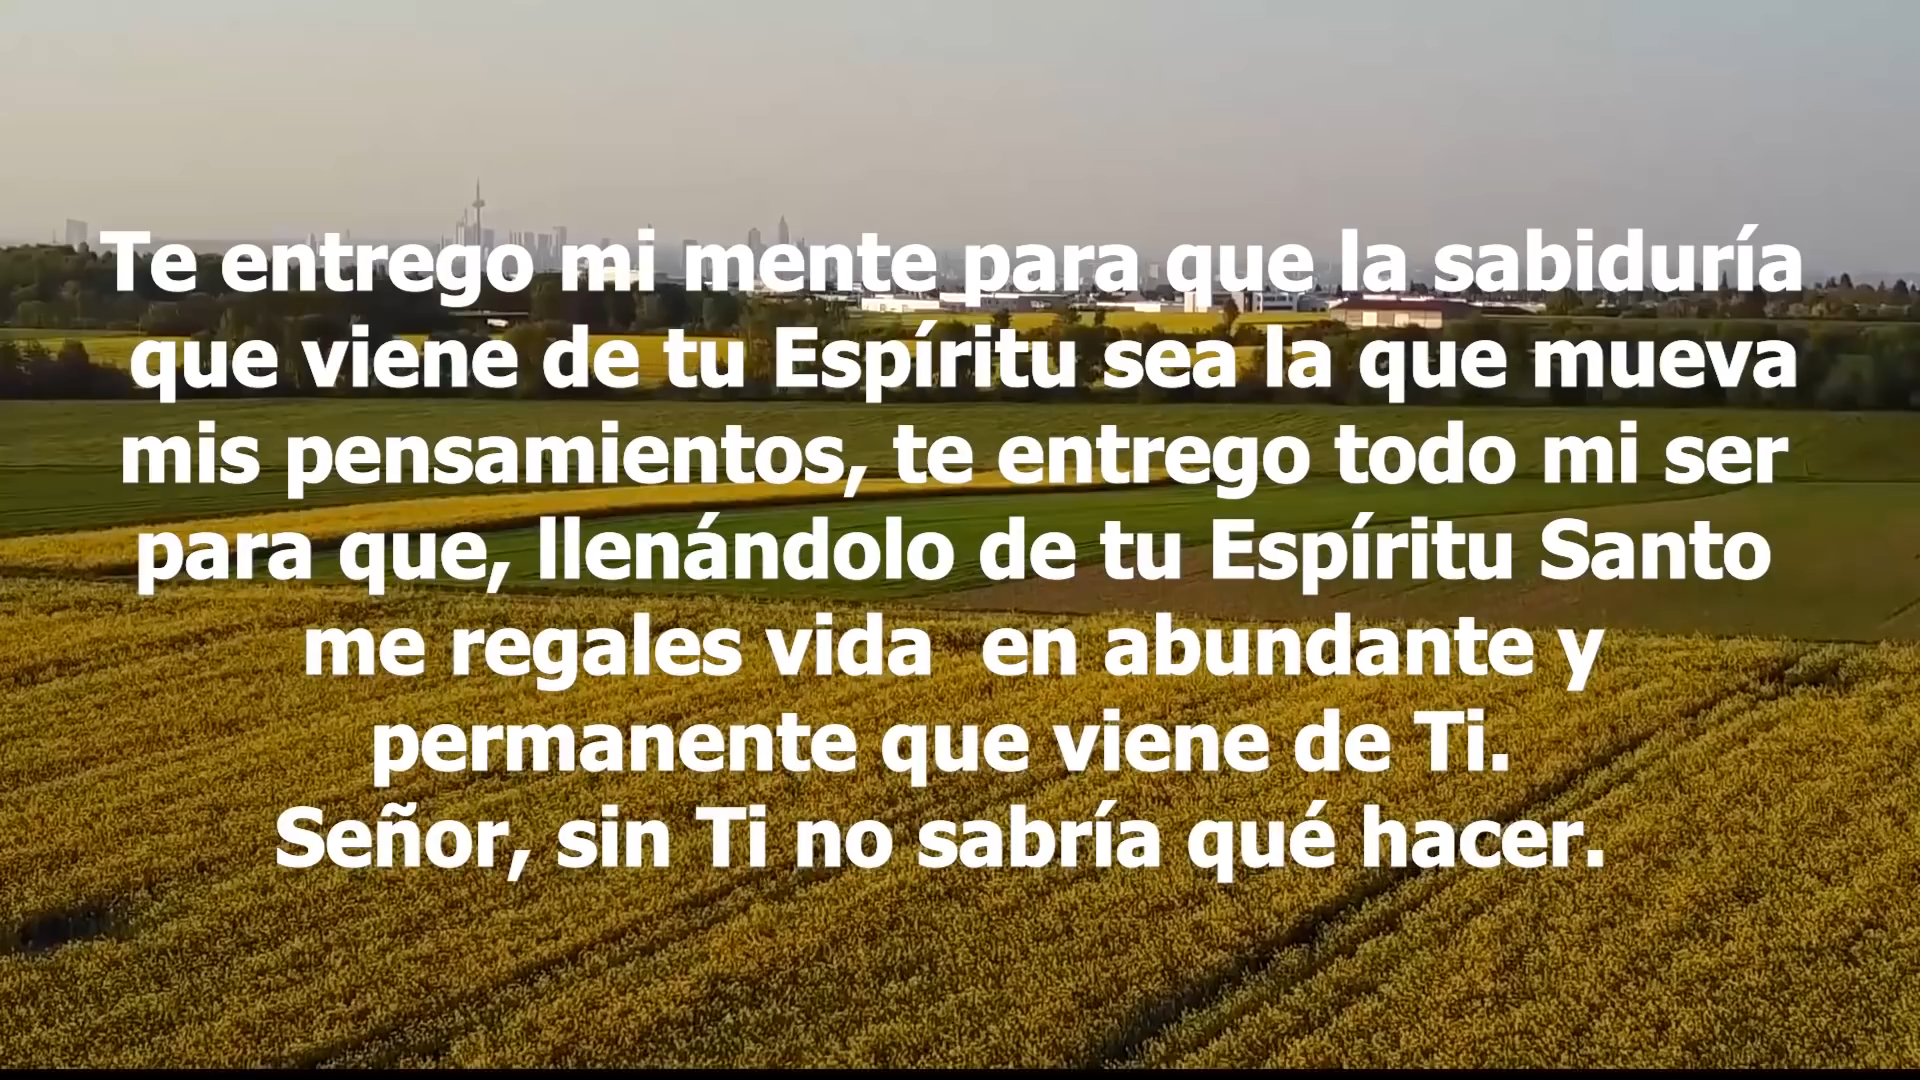 Te entrego mi mente para que la sabiduría
que viene de tu Espíritu sea la que mueva
mis pensamientos, te entrego todo mi ser
para que, llenándolo de tu Espíritu Santo
me regales vida  en abundante y
permanente que viene de Ti.
Señor, sin Ti no sabría qué hacer.